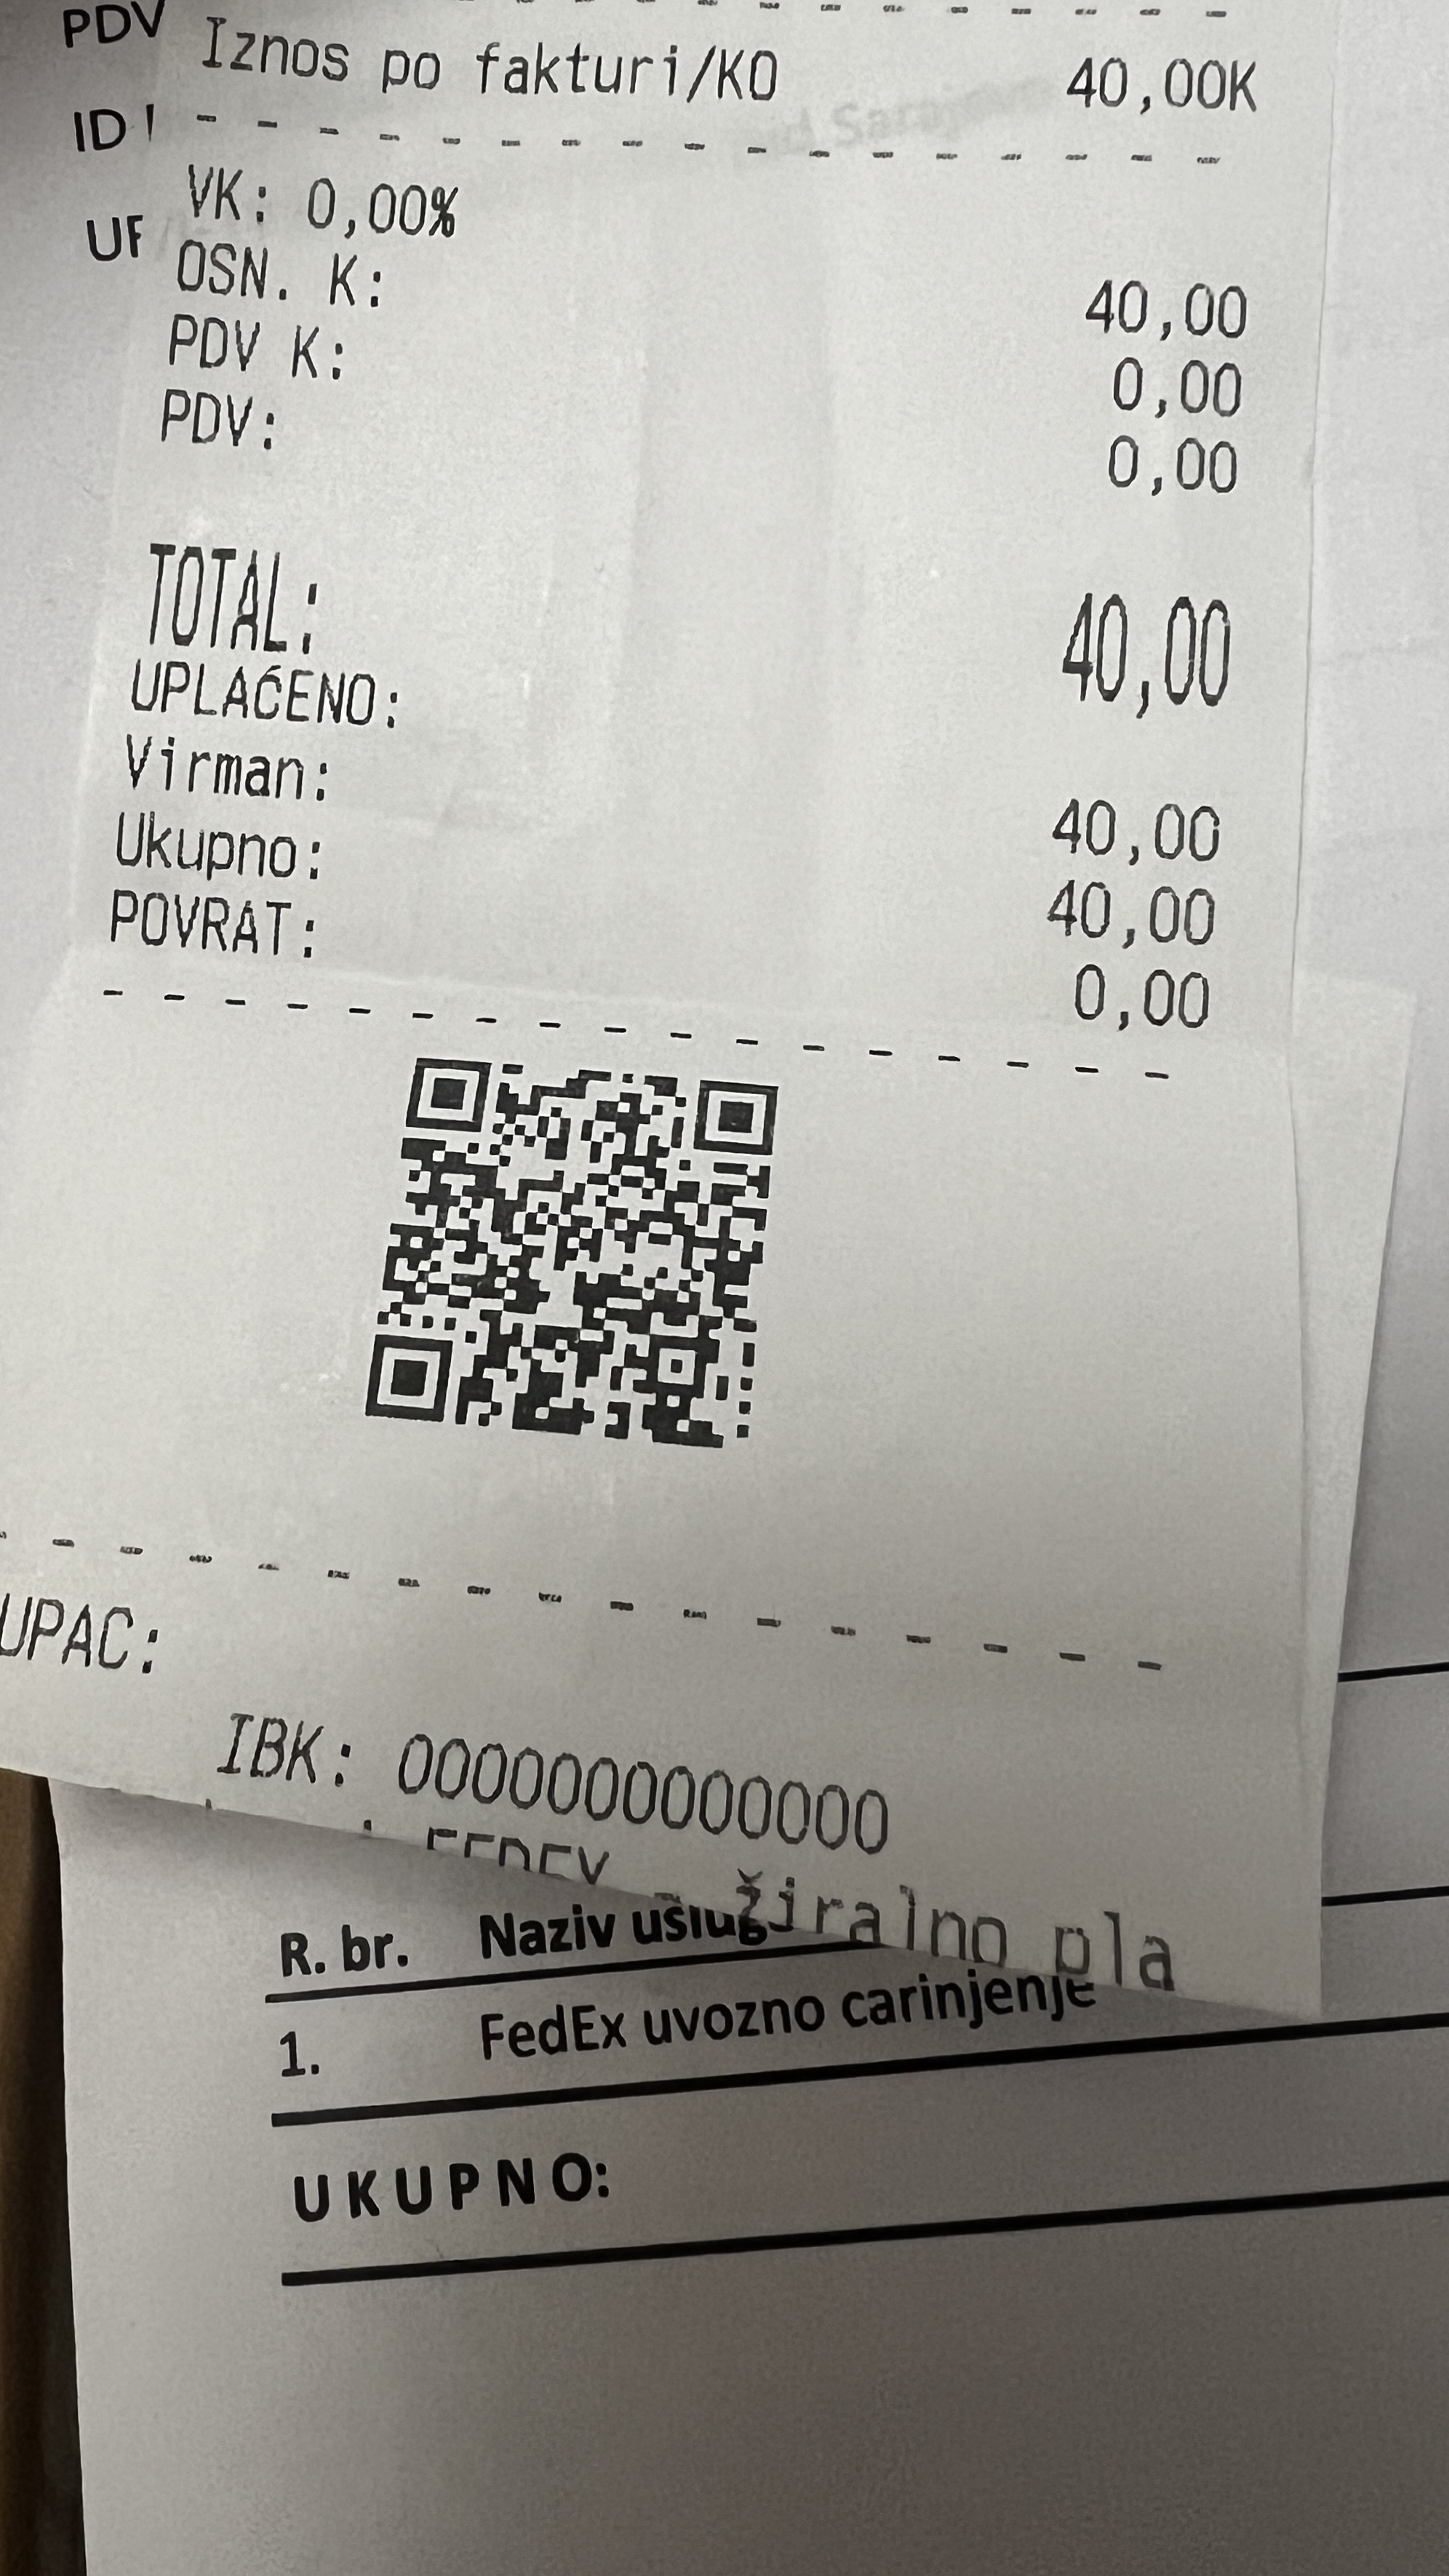 PDV
Iznos po fakturi/KO 40,00K
ID
VK: 0,00%
OSN. K: 40,00
PDV K: 0,00
PDV: 0,00
TOTAL: 40,00
UPLAĆENO:
Virman: 40,00
Ukupno: 40,00
POVRAT: 0,00
UPAC:
IBK: 0000000000000
žiralno pla
R. br. Naziv uslug
1. FedEx uvozno carinjenje
UKUPNO: